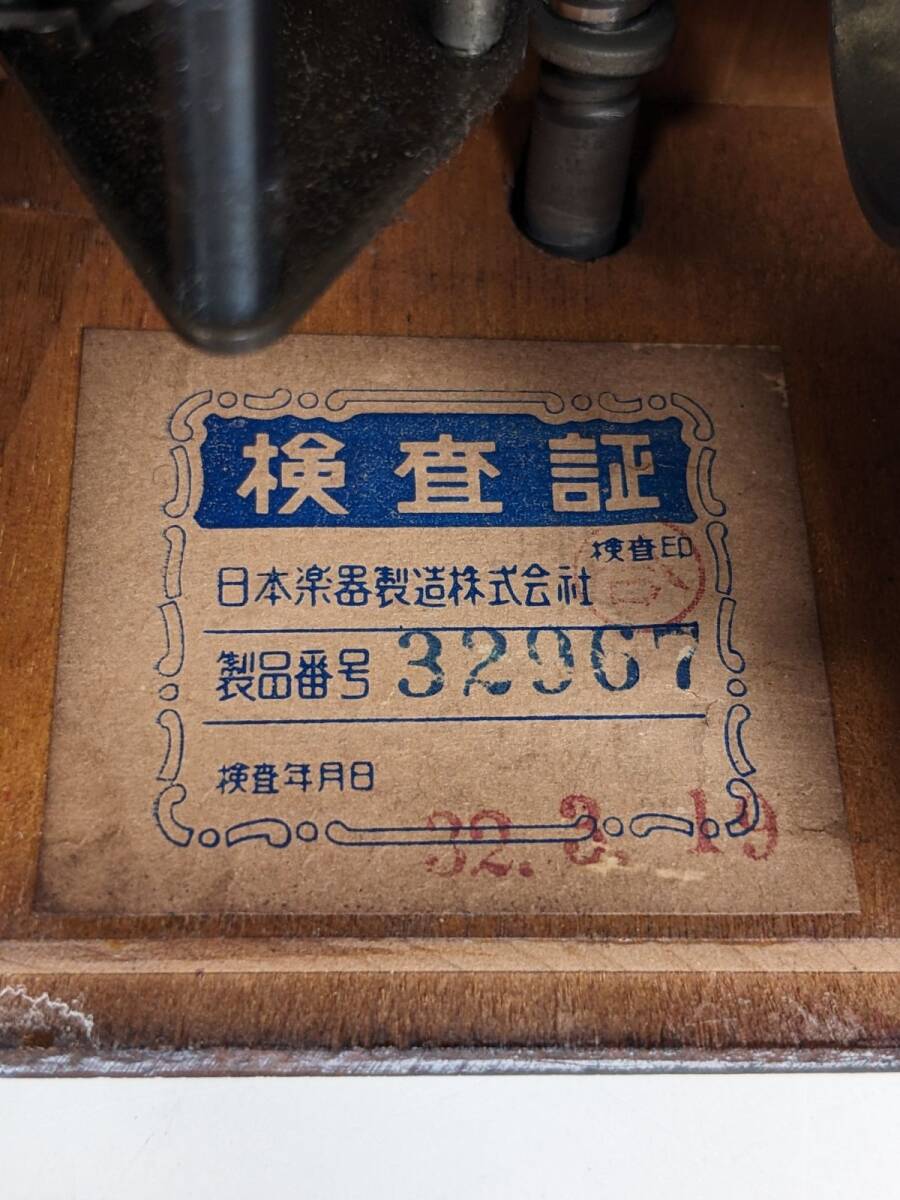 検査証
検査印
日本楽器製造株式会社
製品番号 32967
検査年月日
32. 3. 19